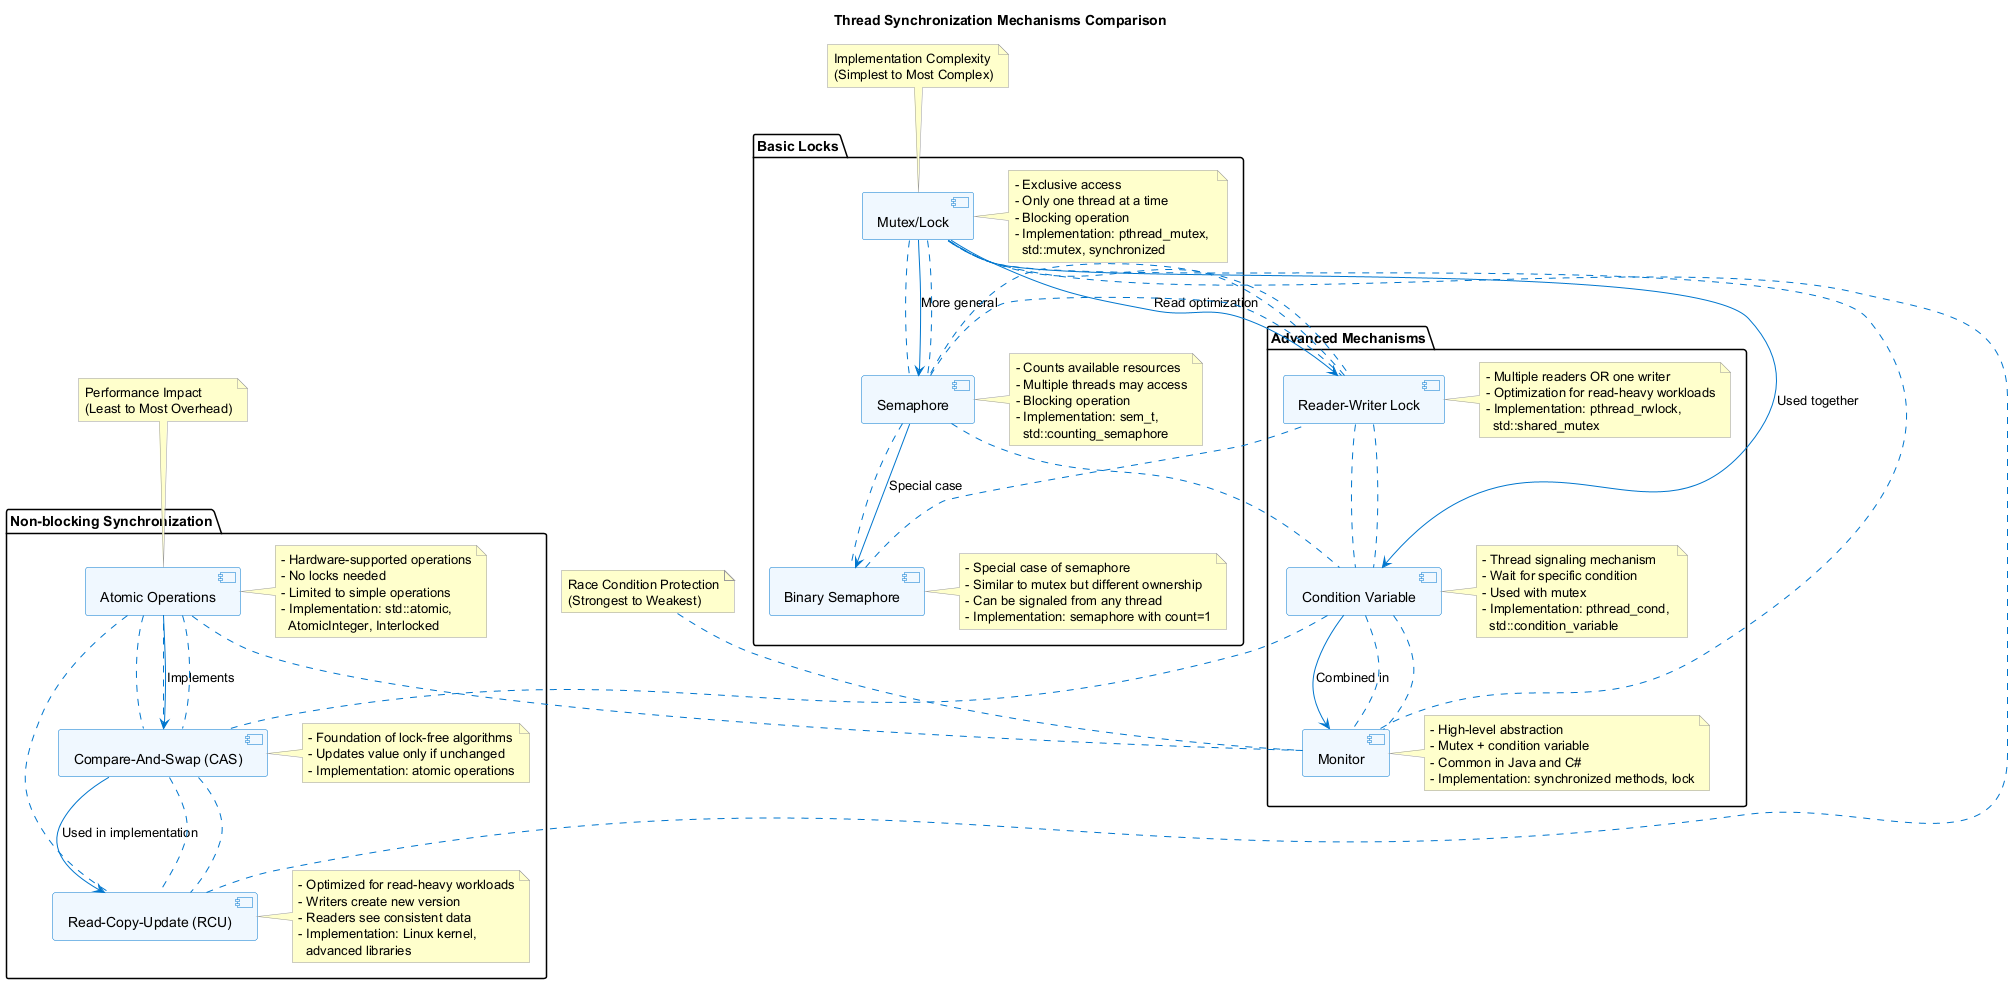 Thread Synchronization Mechanisms Comparison
Implementation Complexity
(Simplest to Most Complex)
Basic Locks
Mutex/Lock
- Exclusive access
- Only one thread at a time
- Blocking operation
- Implementation: pthread_mutex,
std::mutex, synchronized
More general
Read optimization
Advanced Mechanisms
Semaphore
- Counts available resources
- Multiple threads may access
- Blocking operation
- Implementation: sem_t,
std::counting_semaphore
Reader-Writer Lock
- Multiple readers OR one writer
- Optimization for read-heavy workloads
- Implementation: pthread_rwlock,
std::shared_mutex
Used together
Performance Impact
(Least to Most Overhead)
Special case
Non-blocking Synchronization
Atomic Operations
- Hardware-supported operations
- No locks needed
- Limited to simple operations
- Implementation: std::atomic,
AtomicInteger, Interlocked
Race Condition Protection
(Strongest to Weakest)
Binary Semaphore
- Special case of semaphore
- Similar to mutex but different ownership
- Can be signaled from any thread
- Implementation: semaphore with count=1
Condition Variable
- Thread signaling mechanism
- Wait for specific condition
- Used with mutex
- Implementation: pthread_cond,
std::condition_variable
Implements
Combined in
Compare-And-Swap (CAS)
- Foundation of lock-free algorithms
- Updates value only if unchanged
- Implementation: atomic operations
Monitor
- High-level abstraction
- Mutex + condition variable
- Common in Java and C#
- Implementation: synchronized methods, lock
Used in implementation
Read-Copy-Update (RCU)
- Optimized for read-heavy workloads
- Writers create new version
- Readers see consistent data
- Implementation: Linux kernel,
advanced libraries